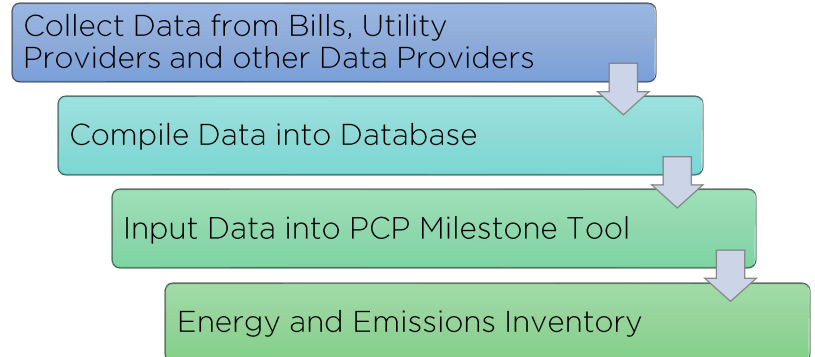 Collect Data from Bills, Utility
Providers and other Data Providers
Compile Data into Database
Input Data into PCP Milestone Tool
Energy and Emissions Inventory